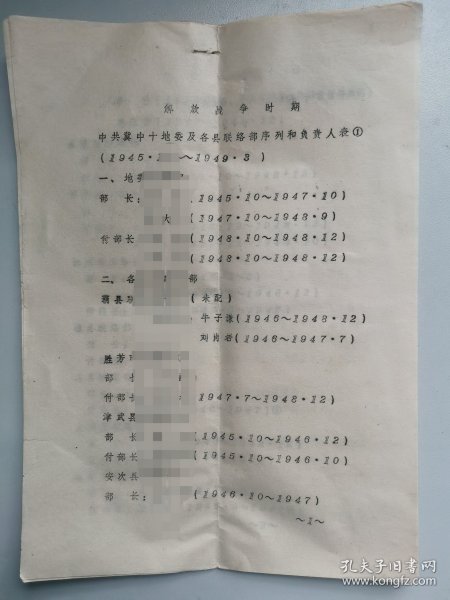 解放战争时期
中共冀中十地委及各县联络部序列和负责人表①
(1945·～1949·3)
一、地
部长: 1945·10～1947·10)
大 (1947·10～1948·9)
付部长 (1948·10～1948·12)
(1948·10～1948·12)
二、各 部
霸县 (未配)
牛子谦(1946～1948·12)
刘岗岩(1946～1947·7)
胜芳
部长
付部长 1947·7～1948·12)
津武县
部长 (1945·10～1946·12)
付部长 (1945·10～1946·10)
安次县
部长: (1946·10～1947)
～1～
孔夫子旧书网
www.kongfz.com